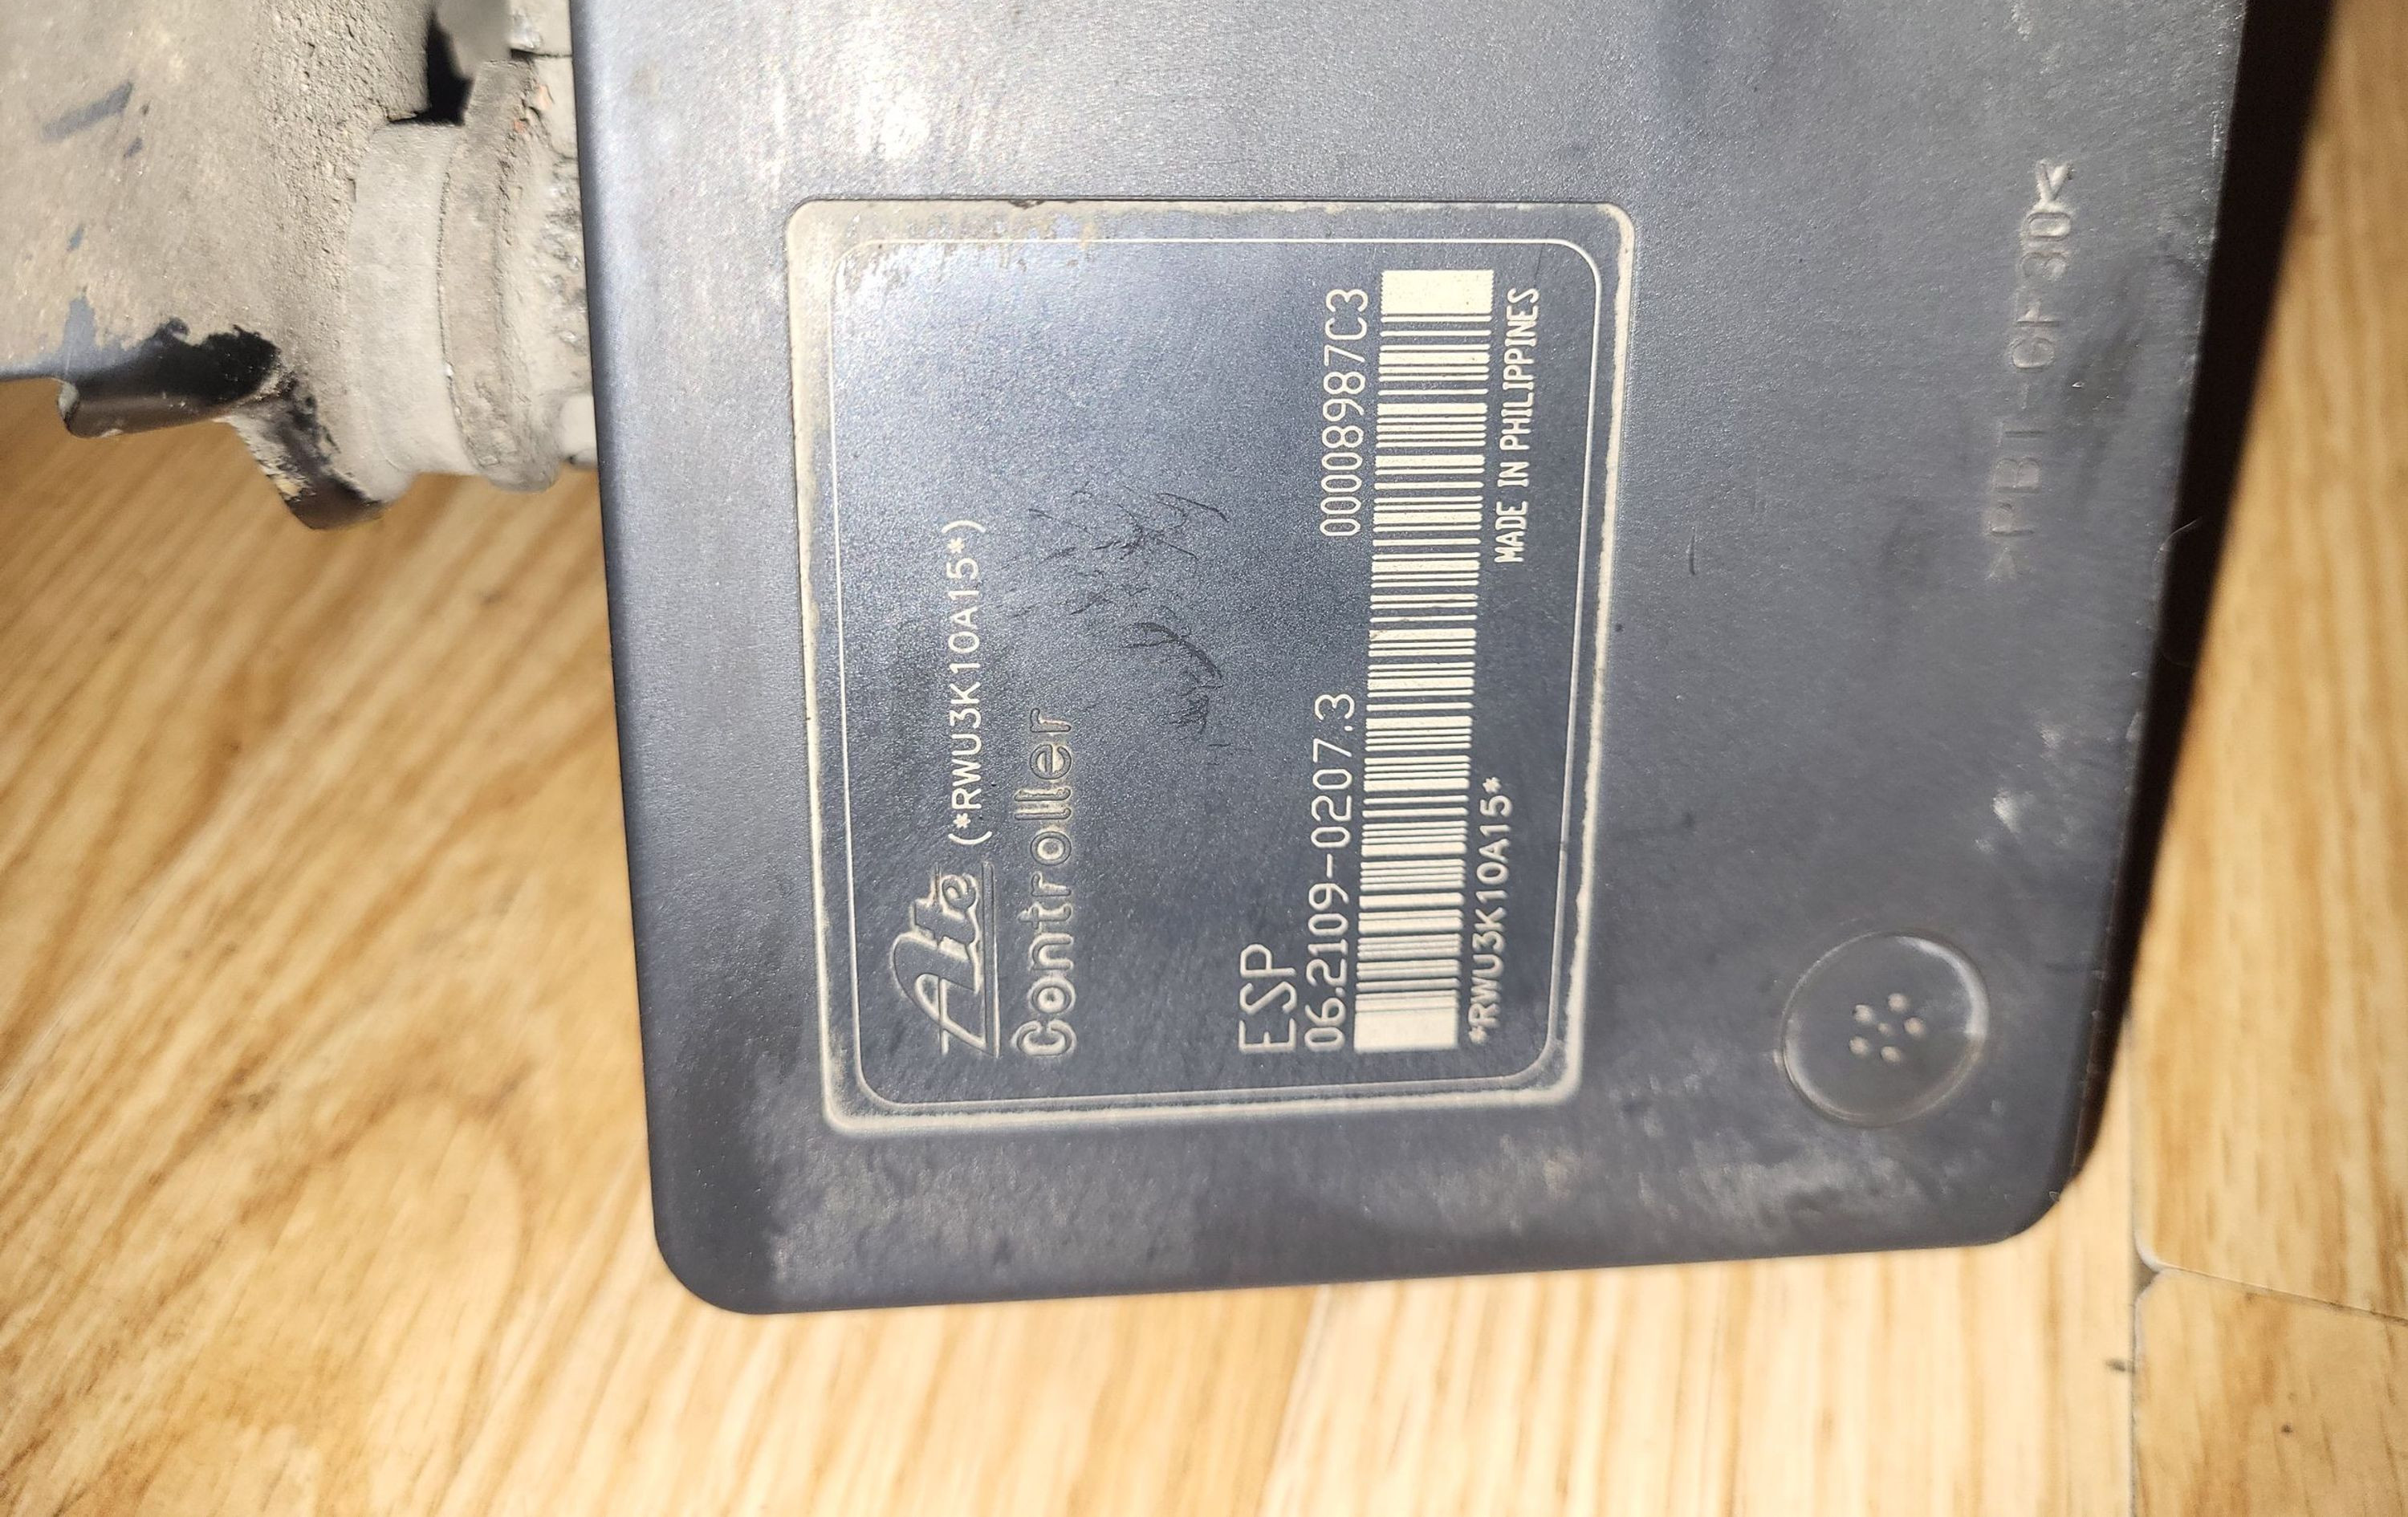 Ate (*RWU3K10A15*)
Controller
ESP
06.2109-0207.3 00008987C3
*RWU3K10A15* MADE IN PHILIPPINES
>PBT-GF30<